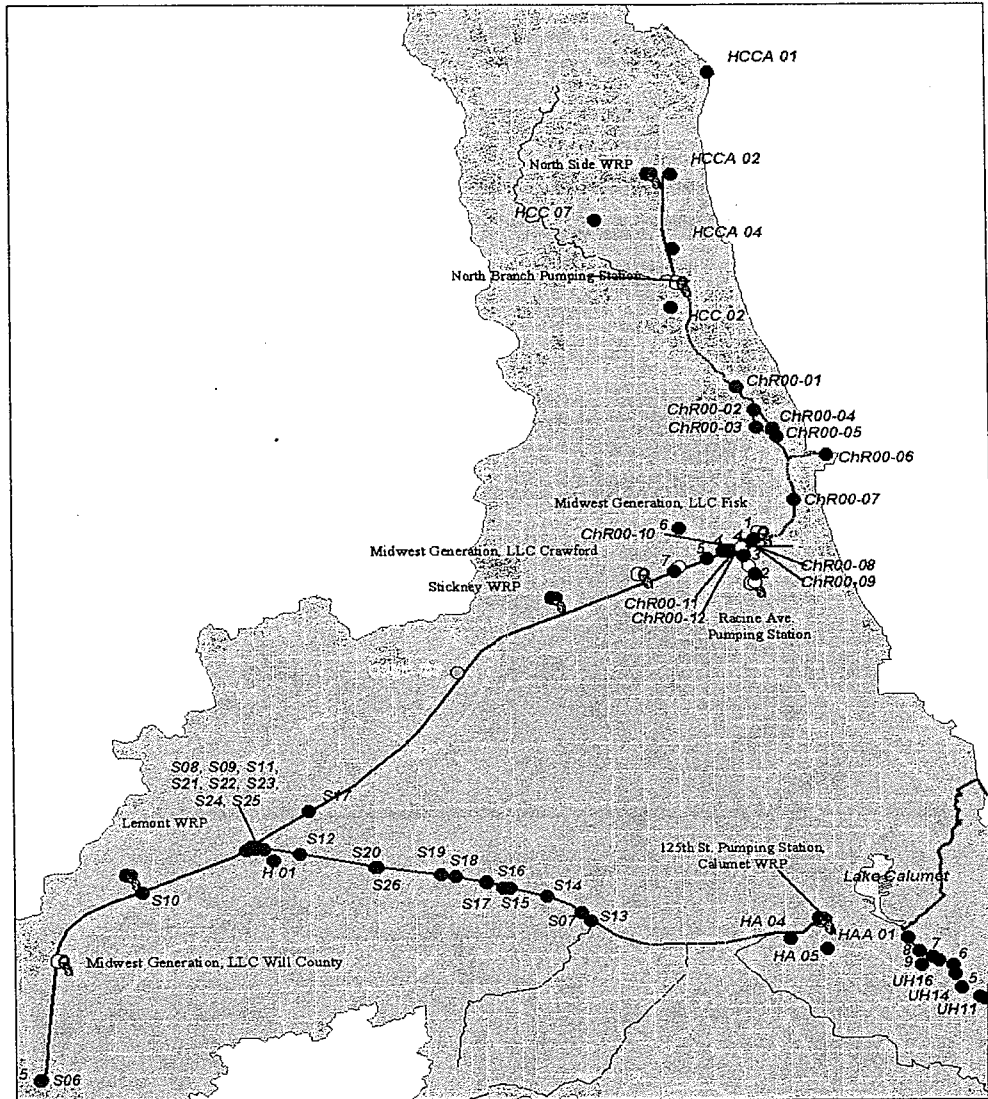 HCCA 01
North Side WRP
HCCA 02
HCC 07
HCCA 04
North Branch Pumping Station
HCC 02
ChR00-01
ChR00-02
ChR00-04
ChR00-03
ChR00-05
ChR00-06
ChR00-07
Midwest Generation, LLC Fisk
6
1
ChR00-10
4
4
5
3
Midwest Generation, LLC Crawford
7
ChR00-08
2
ChR00-09
Stickney WRP
ChR00-11
ChR00-12
Racine Ave.
Pumping Station
S08, S09, S11,
S21, S22, S23,
S24, S25
S17
Lemont WRP
S12
H 01
S20
S26
S19
S18
S17
S16
S15
S14
S07
S13
S10
125th St. Pumping Station,
Calumet WRP
Lake Calumet
HA 04
HAA 01
HA 05
8
7
6
9
UH16
5
UH14
UH11
Midwest Generation, LLC Will County
5
S06